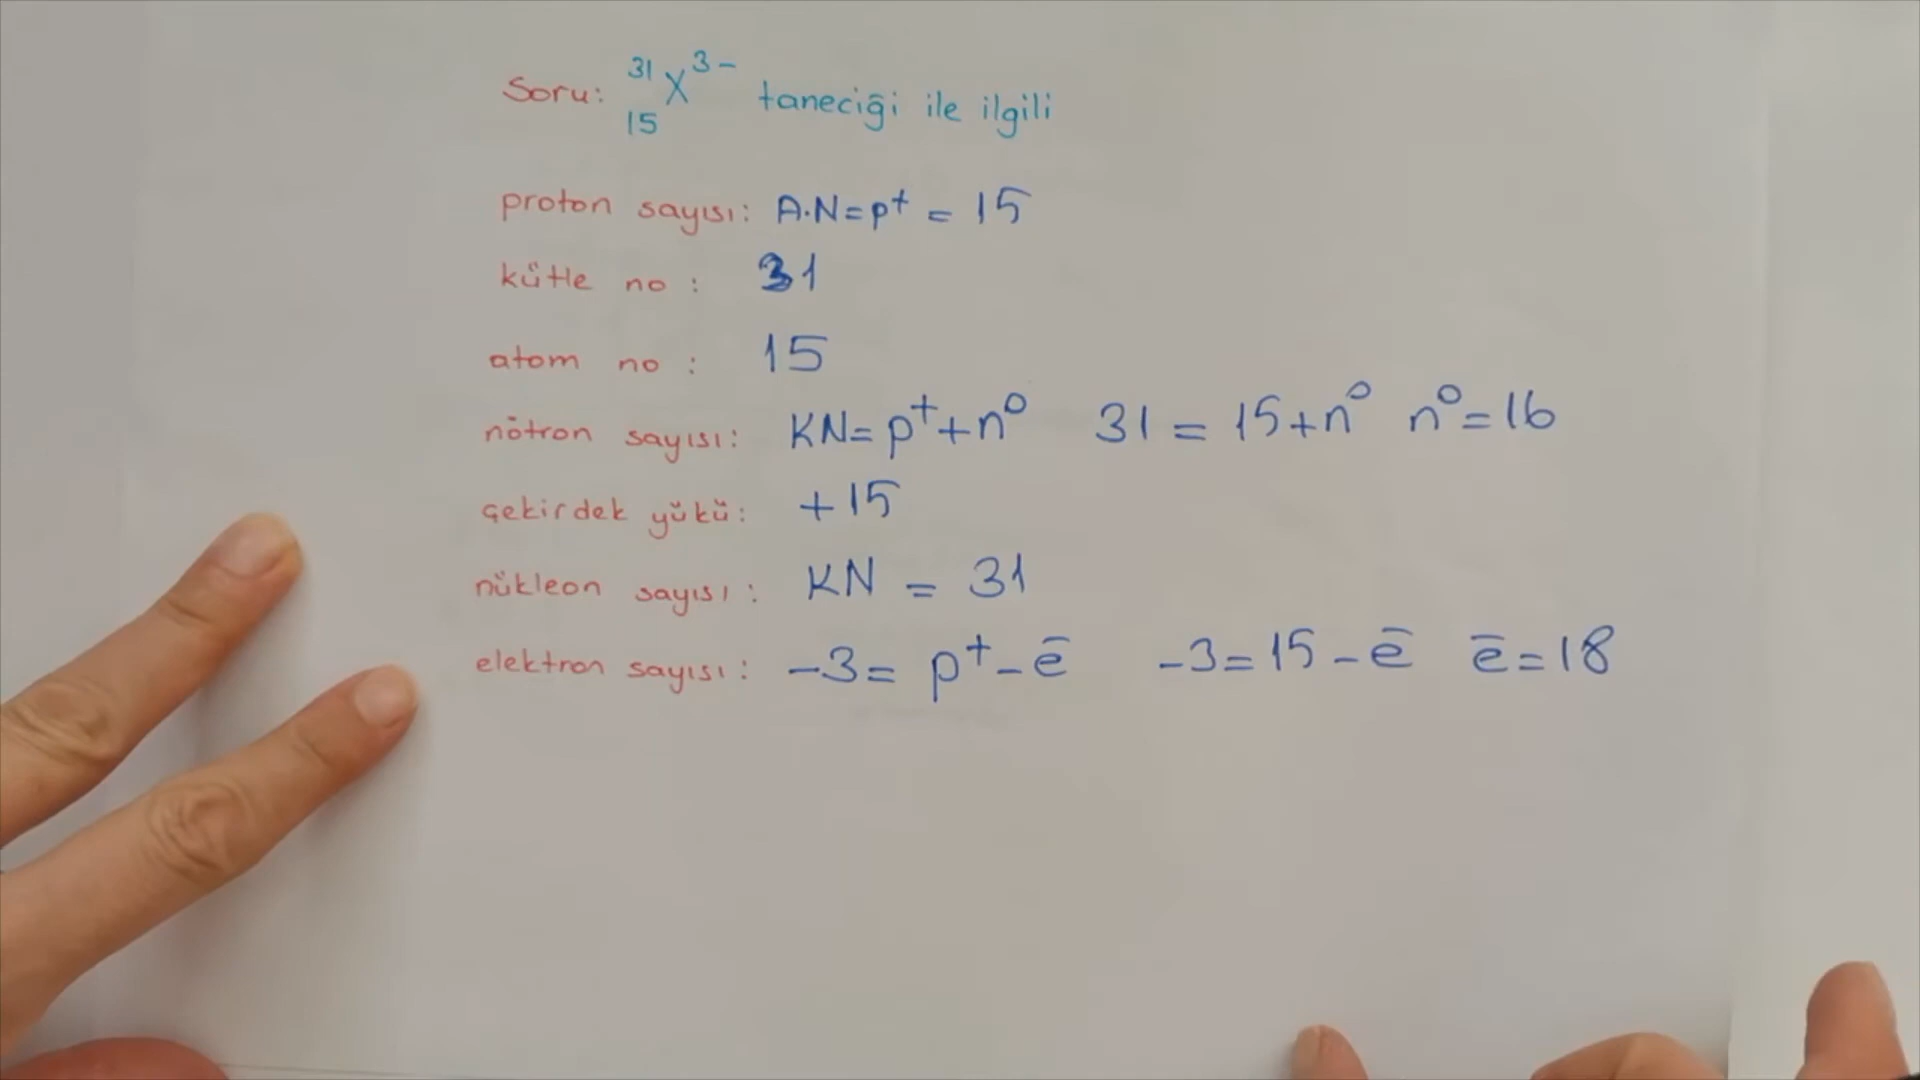 Soru: ³¹₁₅X³⁻ taneciği ile ilgili
proton sayısı: A.N=p⁺ = 15
kütle no : 31
atom no : 15
nötron sayısı: KN= p⁺+n⁰ 31 = 15+n⁰ n⁰=16
çekirdek yükü: +15
nükleon sayısı: KN = 31
elektron sayısı: -3= p⁺-e⁻ -3=15-e⁻ e⁻=18